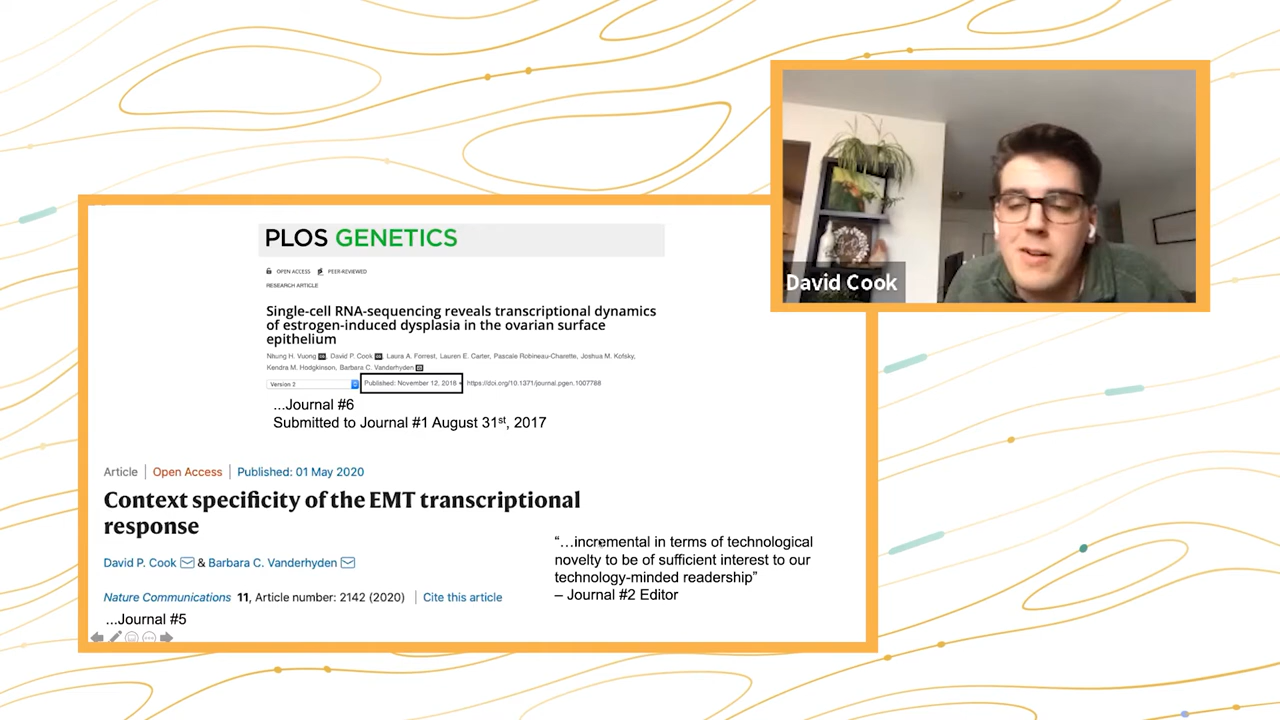 PLOS GENETICS
OPEN ACCESS PEER-REVIEWED
RESEARCH ARTICLE
Single-cell RNA-sequencing reveals transcriptional dynamics
of estrogen-induced dysplasia in the ovarian surface
epithelium
Nhung H. Vuong, David P. Cook, Laura A. Forrest, Lauren E. Carter, Pascale Robineau-Charette, Joshua M. Kofsky,
Kendra M. Hodgkinson, Barbara C. Vanderhyden
Version 2 Published: November 12, 2018 • https://doi.org/10.1371/journal.pgen.1007788
...Journal #6
Submitted to Journal #1 August 31st, 2017
Article | Open Access | Published: 01 May 2020
Context specificity of the EMT transcriptional
response
David P. Cook & Barbara C. Vanderhyden
Nature Communications 11, Article number: 2142 (2020) | Cite this article
...Journal #5
“…incremental in terms of technological
novelty to be of sufficient interest to our
technology-minded readership”
– Journal #2 Editor
David Cook